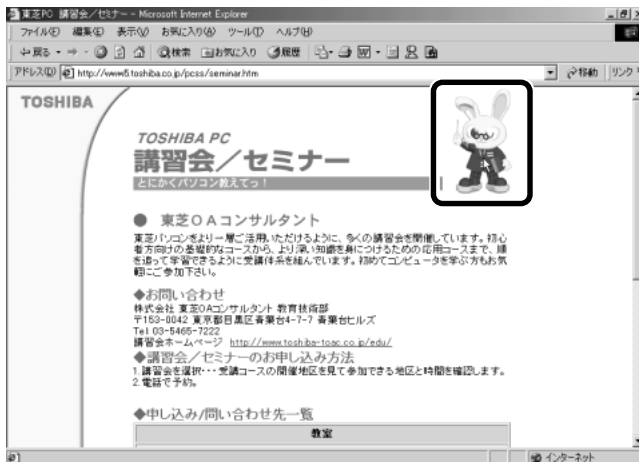 東芝PC 講習会／セミナー - Microsoft Internet Explorer
ファイル(F) 編集(E) 表示(V) お気に入り(A) ツール(T) ヘルプ(H)
戻る 検索 お気に入り 履歴
アドレス(D) http://www5.toshiba.co.jp/pcss/seminar.htm 移動 リンク
TOSHIBA
TOSHIBA PC
講習会／セミナー
とにかくパソコン教えてっ！
● 東芝OAコンサルタント
東芝パソコンをより一層ご活用いただけるように、多くの講習会を開催しています。初心
者方向けの基礎的なコースから、より深い知識を身につけるための応用コースまで、順
を追って学習できるように受講体系を組んでいます。初めてコンピュータを学ぶ方もお気
軽にご参加下さい。
◆お問い合わせ
株式会社 東芝OAコンサルタント 教育技術部
〒153-0042 東京都目黒区青葉台4-7-7 青葉台ヒルズ
Tel 03-5465-7222
講習会ホームページ http://www.toshiba-toac.co.jp/edu/
◆講習会／セミナーのお申し込み方法
1.講習会を選択・・・受講コースの開催地区を見て参加できる地区と時間を確認します。
2.電話で予約。
◆申し込み/問い合わせ先一覧
教室
インターネット